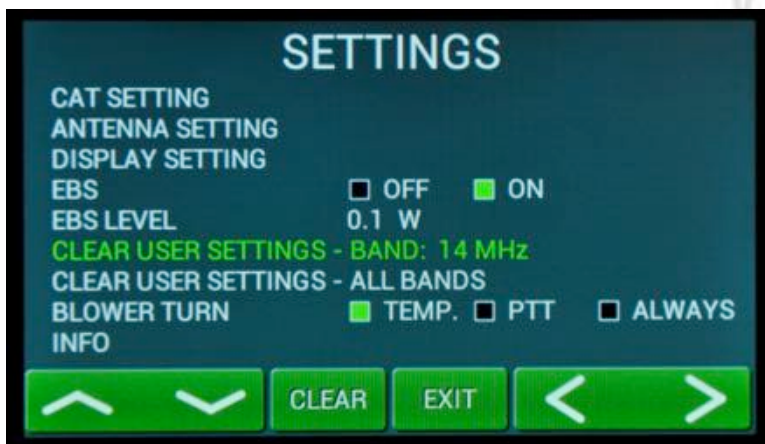 SETTINGS
CAT SETTING
ANTENNA SETTING
DISPLAY SETTING
EBS OFF ON
EBS LEVEL 0.1 W
CLEAR USER SETTINGS - BAND: 14 MHz
CLEAR USER SETTINGS - ALL BANDS
BLOWER TURN TEMP. PTT ALWAYS
INFO
CLEAR EXIT